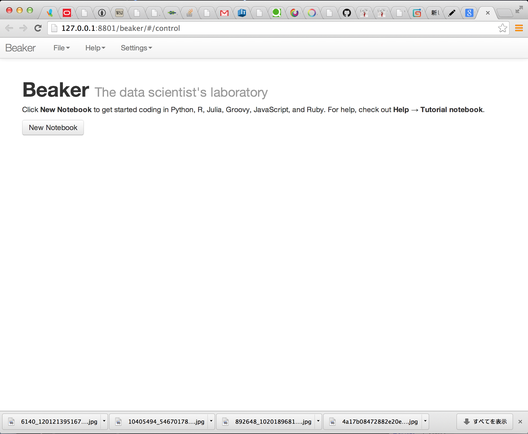 127.0.0.1:8801/beaker/#/control
Beaker File Help Settings
Beaker The data scientist's laboratory
Click New Notebook to get started coding in Python, R, Julia, Groovy, JavaScript, and Ruby. For help, check out Help → Tutorial notebook.
New Notebook
6140_120121395167....jpg 10405494_54670178....jpg 892648_1020189681....jpg 4a17b08472882e20e....jpg すべてを表示